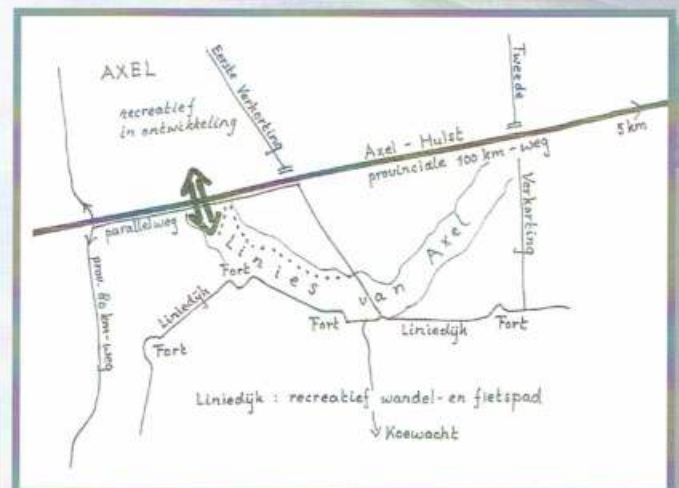 AXEL
recreatief
in ontwikkeling
Eerste Verkorting
Tweede
Verkorting
Axel - Hulst
provinciale 100 km-weg
5 km
parallelweg
prov. 80 km-weg
Linies van Axel
Fort
Liniedijk
Fort
Fort
Liniedijk
Fort
Liniedijk : recreatief wandel- en fietspad
Koewacht